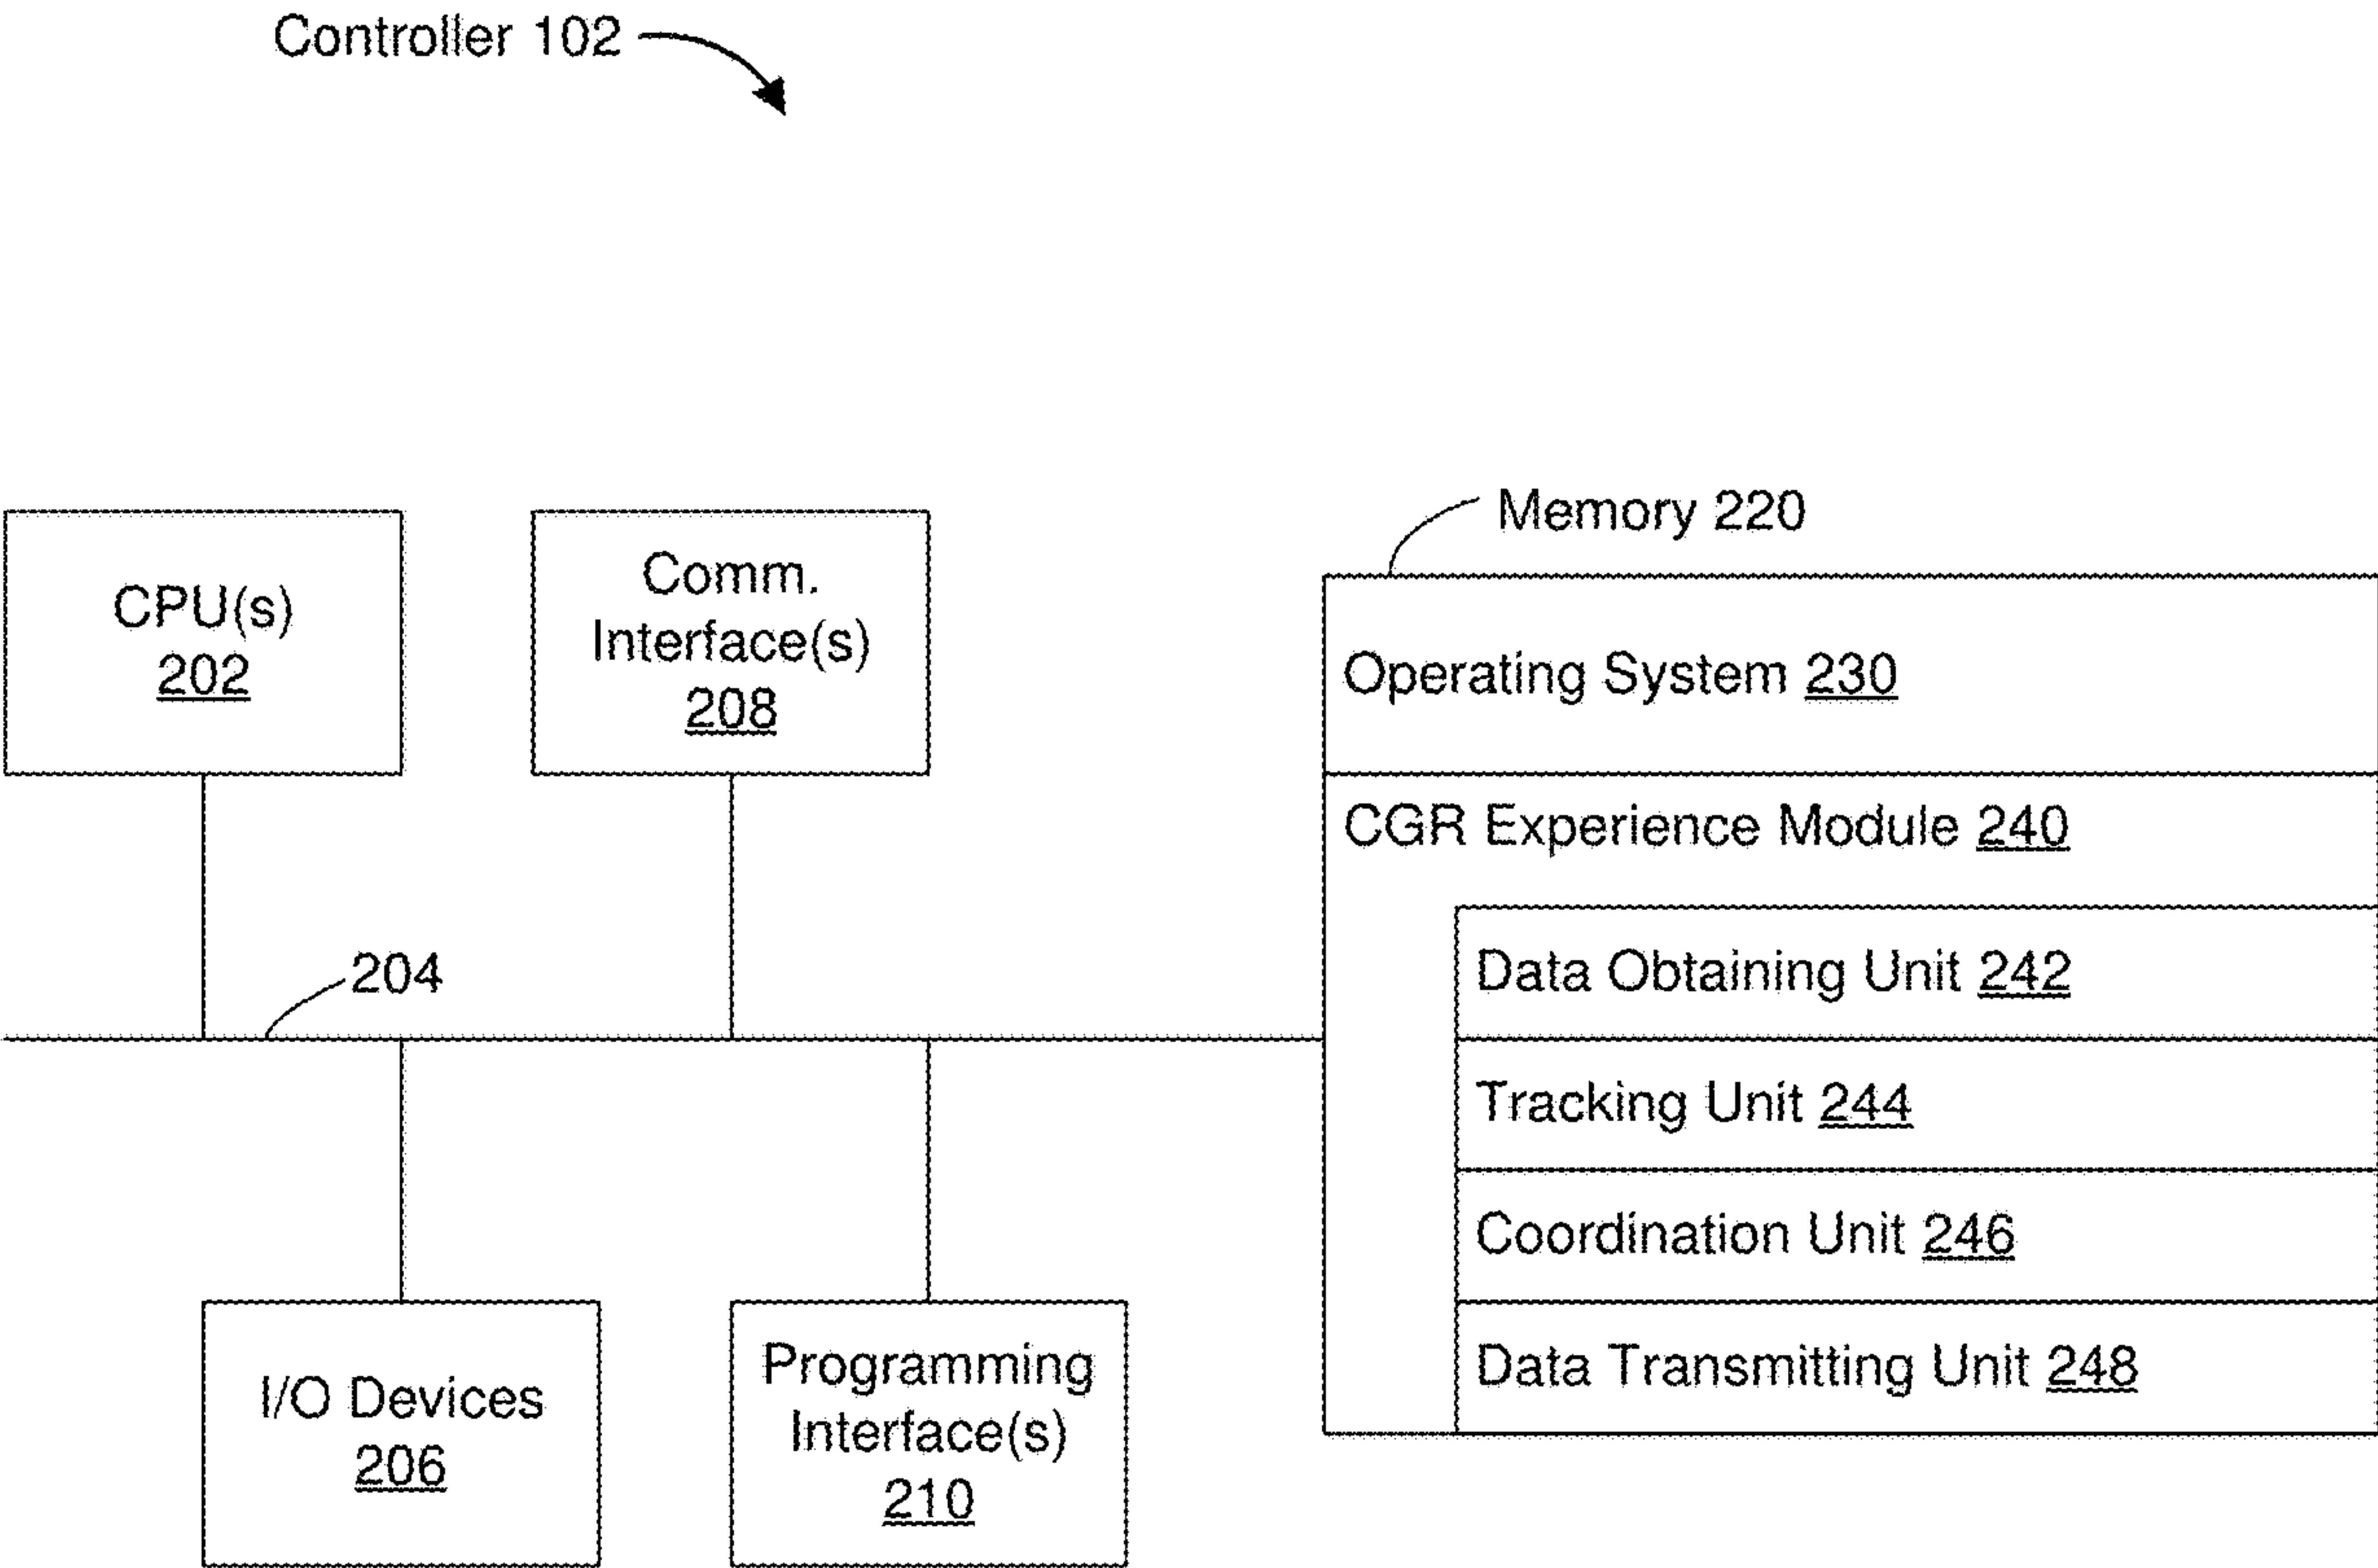 Controller 102
CPU(s)
202
Comm.
Interface(s)
208
204
I/O Devices
206
Programming
Interface(s)
210
Memory 220
Operating System 230
CGR Experience Module 240
Data Obtaining Unit 242
Tracking Unit 244
Coordination Unit 246
Data Transmitting Unit 248